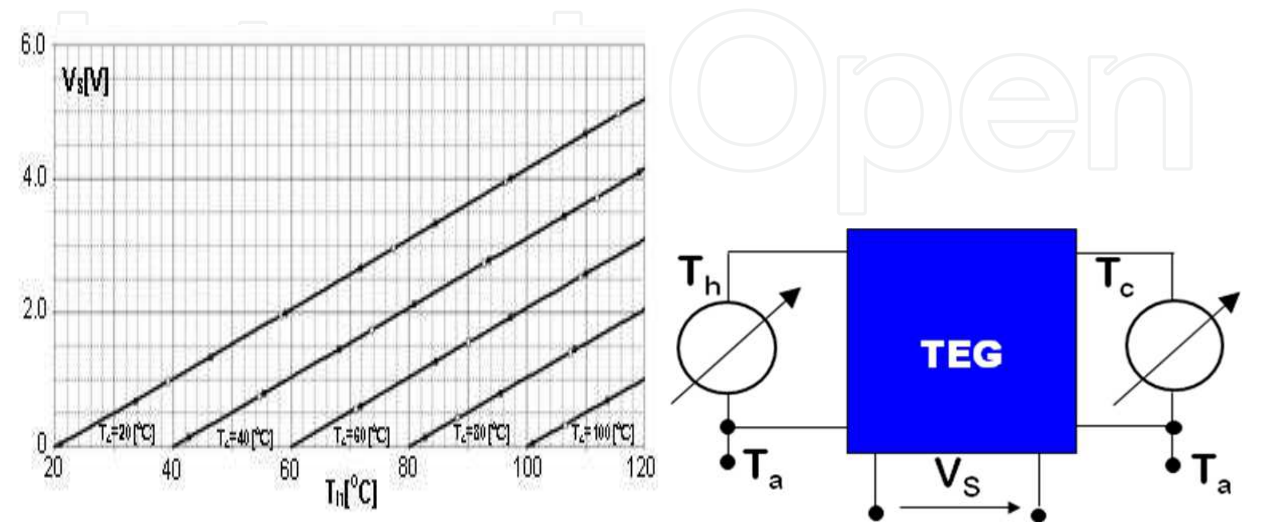 6.0
Vs[V]
4.0
2.0
0
Tc=20 [°C]
Tc=40 [°C]
Tc=60 [°C]
Tc=80 [°C]
Tc=100 [°C]
20
40
60
80
100
120
Th[°C]
Open
Th
Tc
TEG
Ta
VS
Ta